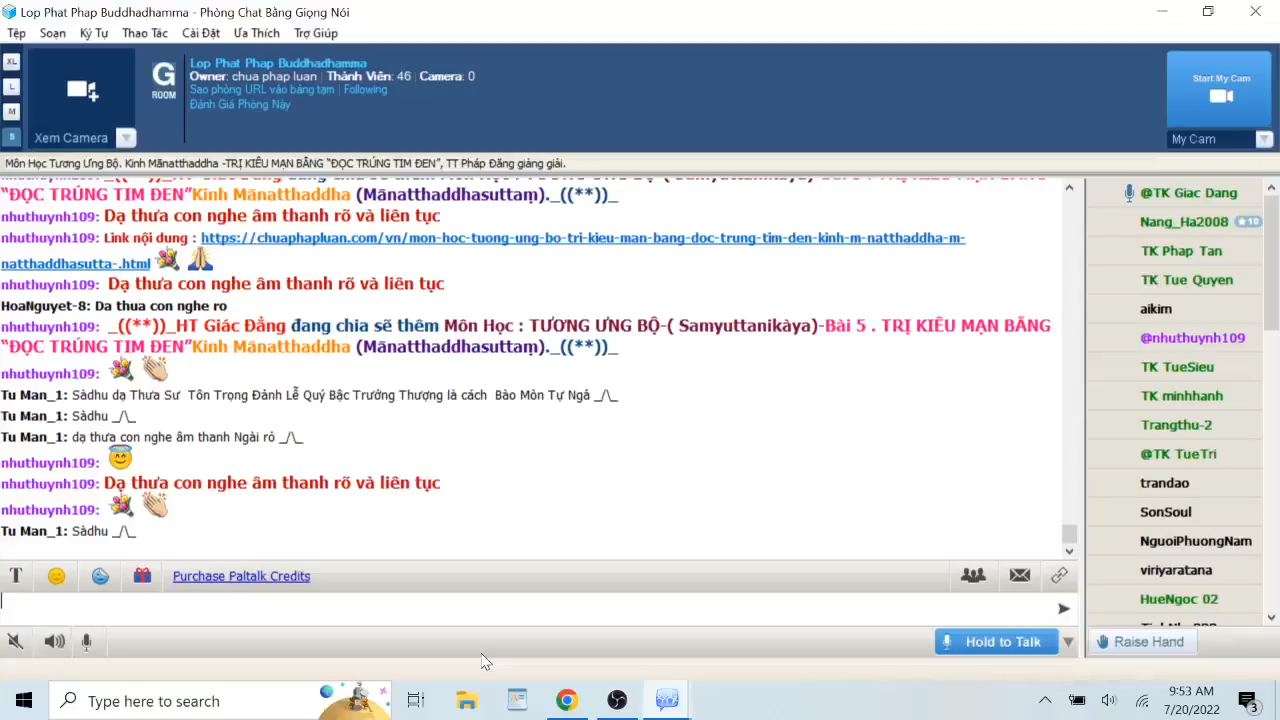 Lop Phat Phap Buddhadhamma - Phòng Chat Bằng Giọng Nói
Tệp Soạn Ký Tự Thao Tác Cài Đặt Ưa Thích Trợ Giúp
XL
L
M
S
Xem Camera
G
ROOM
Lop Phat Phap Buddhadhamma
Owner: chua phap luan | Thành Viên: 46 | Camera: 0
Sao phòng URL vào bảng tạm | Following
Đánh Giá Phòng Này
Start My Cam
My Cam
Môn Học Tương Ưng Bộ. Kinh Mānatthaddha -TRỊ KIÊU MẠN BẰNG “ĐỌC TRÚNG TIM ĐEN”, TT Pháp Đăng giảng giải.
“ĐỌC TRÚNG TIM ĐEN”Kinh Mānatthaddha (Mānatthaddhasuttaṃ)._((**))_
nhuthuynh109: Dạ thưa con nghe âm thanh rõ và liên tục
nhuthuynh109: Link nội dung : https://chuaphapluan.com/vn/mon-hoc-tuong-ung-bo-tri-kieu-man-bang-doc-trung-tim-den-kinh-m-natthaddha-m-
natthaddhasutta-.html
nhuthuynh109: Dạ thưa con nghe âm thanh rõ và liên tục
HoaNguyet-8: Da thua con nghe ro
nhuthuynh109: _((**))_HT Giác Đẳng đang chia sẽ thêm Môn Học : TƯƠNG ƯNG BỘ-( Samyuttanikàya)-Bài 5 . TRỊ KIÊU MẠN BẰNG
“ĐỌC TRÚNG TIM ĐEN”Kinh Mānatthaddha (Mānatthaddhasuttaṃ)._((**))_
nhuthuynh109:
Tu Man_1: Sàdhu dạ Thưa Sư Tôn Trọng Đảnh Lễ Quý Bậc Trưởng Thượng là cách Bào Mòn Tự Ngả _/\_
Tu Man_1: Sàdhu _/\_
Tu Man_1: dạ thưa con nghe âm thanh Ngài rỏ _/\_
nhuthuynh109:
nhuthuynh109: Dạ thưa con nghe âm thanh rõ và liên tục
nhuthuynh109:
Tu Man_1: Sàdhu _/\_
@TK Giac Dang
Nang_Ha2008 18
TK Phap Tan
TK Tue Quyen
aikim
@nhuthuynh109
TK TueSieu
TK minhhanh
Trangthu-2
@TK TueTri
trandao
SonSoul
NguoiPhuongNam
viriyaratana
HueNgoc 02
T Purchase Paltalk Credits
Hold to Talk
Raise Hand
Type here to search
9:53 AM
7/20/2022
3